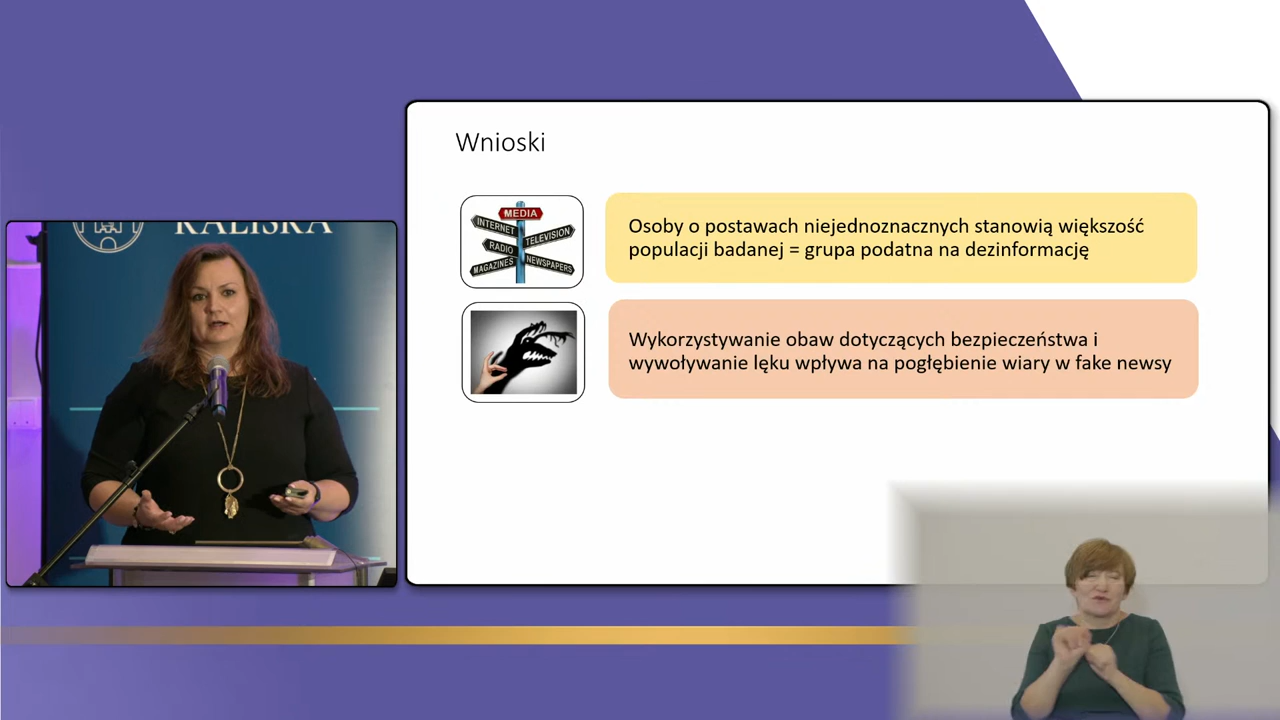 KALISKA
Wnioski
MEDIA
INTERNET
TELEVISION
RADIO
MAGAZINES
NEWSPAPERS
Osoby o postawach niejednoznacznych stanowią większość
populacji badanej = grupa podatna na dezinformację
Wykorzystywanie obaw dotyczących bezpieczeństwa i
wywoływanie lęku wpływa na pogłębienie wiary w fake newsy